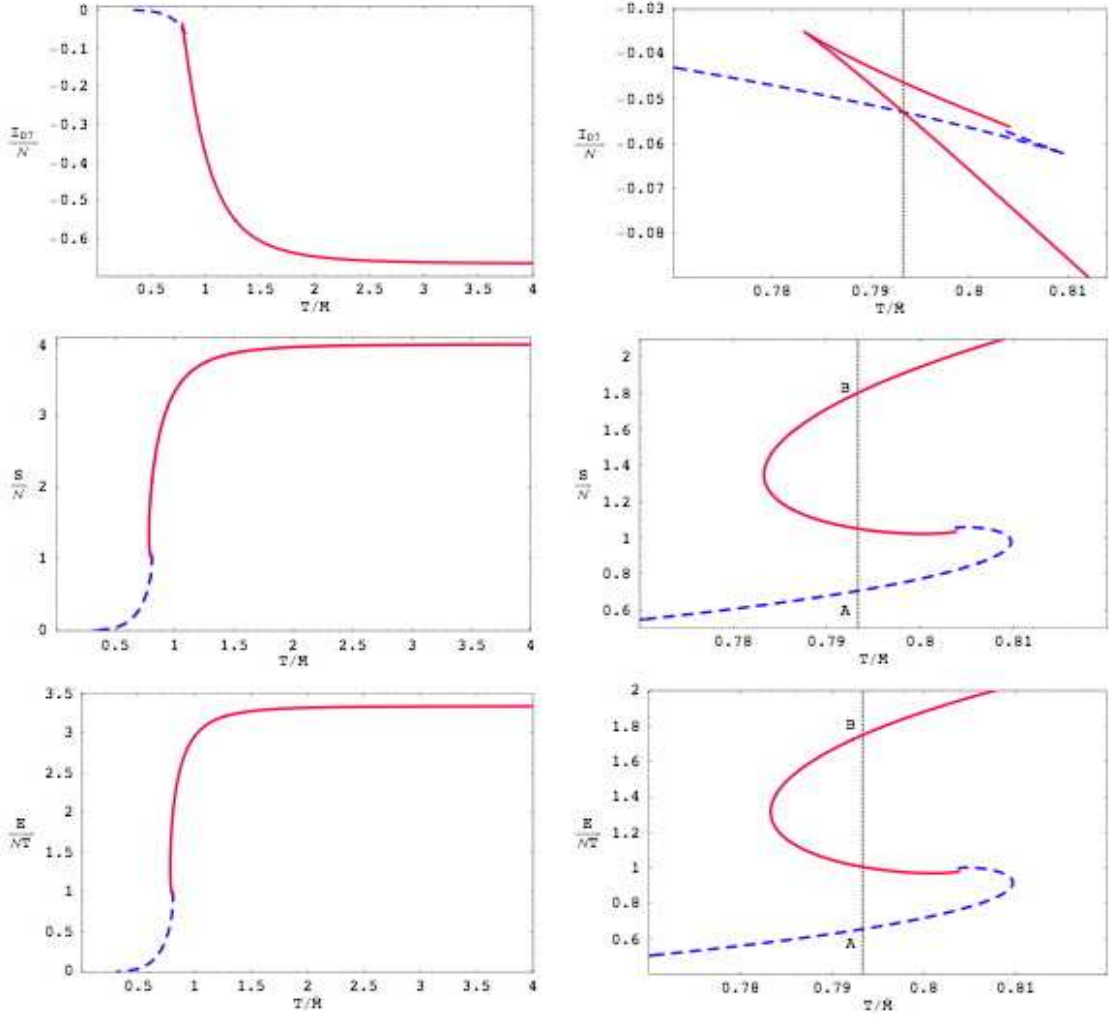 0
-0.1
-0.2
-0.3
-0.4
-0.5
-0.6
I_D7
N
0.5 1 1.5 2 2.5 3 3.5 4
T/M
-0.03
-0.04
-0.05
-0.06
-0.07
-0.08
I_D7
N
0.78 0.79 0.8 0.81
T/M
4
3
2
1
0
S
N
0.5 1 1.5 2 2.5 3 3.5 4
T/M
2
1.8
1.6
1.4
1.2
1
0.8
0.6
S
N
B
A
0.78 0.79 0.8 0.81
T/M
3.5
3
2.5
2
1.5
1
0.5
0
E
NT
0.5 1 1.5 2 2.5 3 3.5 4
T/M
2
1.8
1.6
1.4
1.2
1
0.8
0.6
E
NT
B
A
0.78 0.79 0.8 0.81
T/M